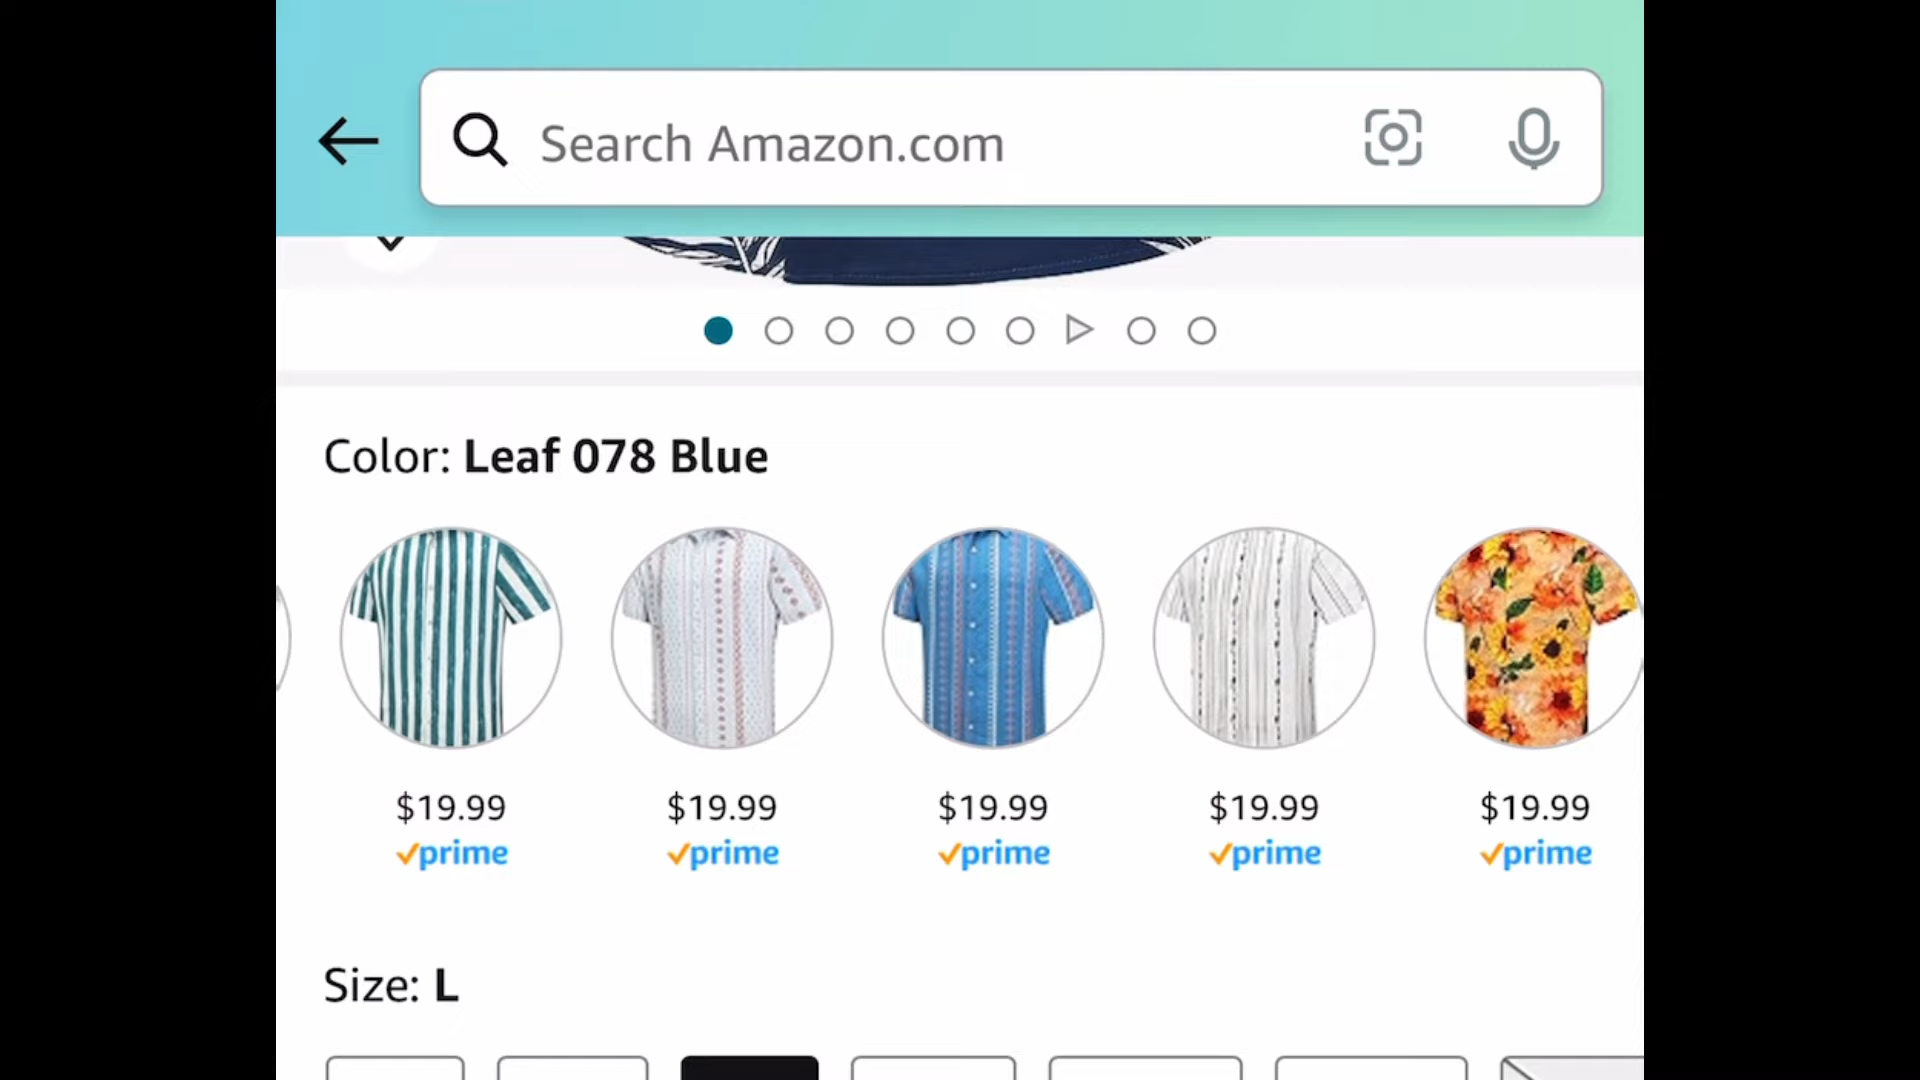 Search Amazon.com
Color: Leaf 078 Blue
$19.99 $19.99 $19.99 $19.99 $19.99
prime prime prime prime prime
Size: L